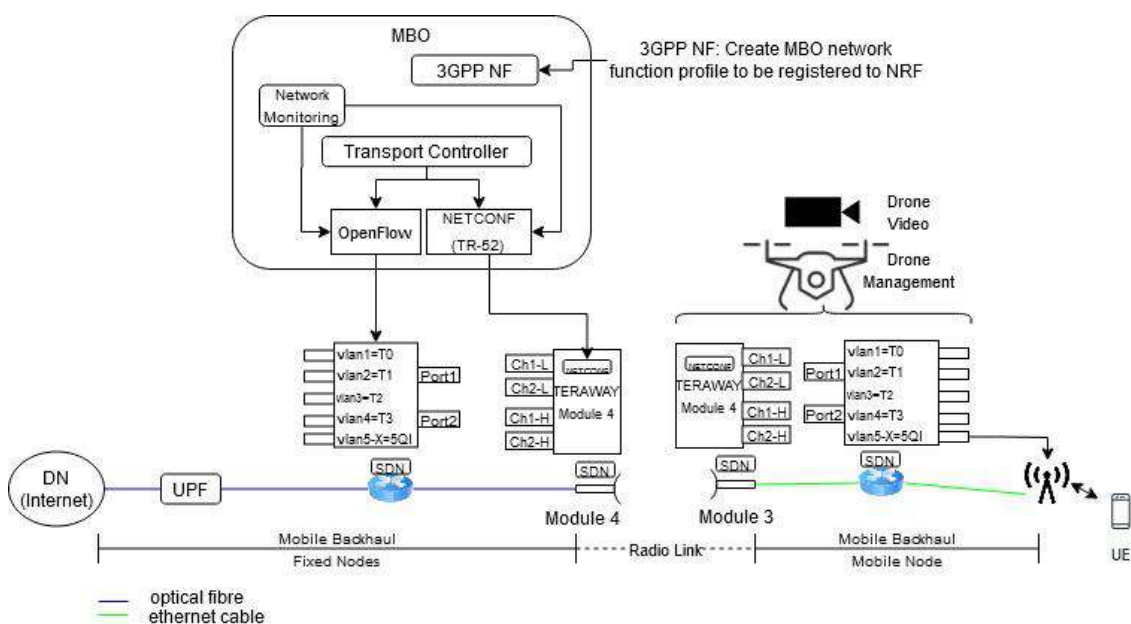 MBO
3GPP NF
3GPP NF: Create MBO network
function profile to be registered to NRF
Network
Monitoring
Transport Controller
OpenFlow
NETCONF
(TR-52)
Drone
Video
Drone
Management
vlan1=T0
vlan2=T1
vlan3=T2
vlan4=T3
vlan5-X=5QI
Port1
Port2
Ch1-L
Ch2-L
Ch1-H
Ch2-H
NETCONF
TERAWAY
Module 4
NETCONF
TERAWAY
Module 4
Ch1-L
Ch2-L
Ch1-H
Ch2-H
Port1
Port2
vlan1=T0
vlan2=T1
vlan3=T2
vlan4=T3
vlan5-X=5QI
DN
(Internet)
UPF
SDN
SDN
SDN
SDN
Module 4
Module 3
UE
Mobile Backhaul
Fixed Nodes
Radio Link
Mobile Backhaul
Mobile Node
optical fibre
ethernet cable